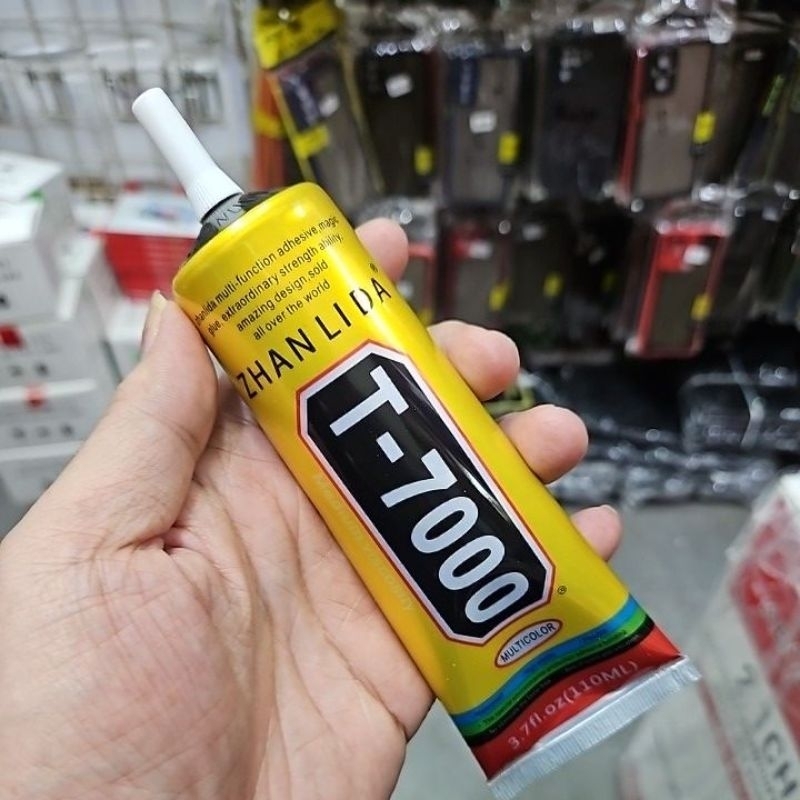 Zhanlida multi-function adhesive,magic
glue, extraordinary strength ability,
amazing design,sold
all over the world
ZHANLIDA®
T-7000
®
MULTICOLOR
3.7fl.oz(110ML)